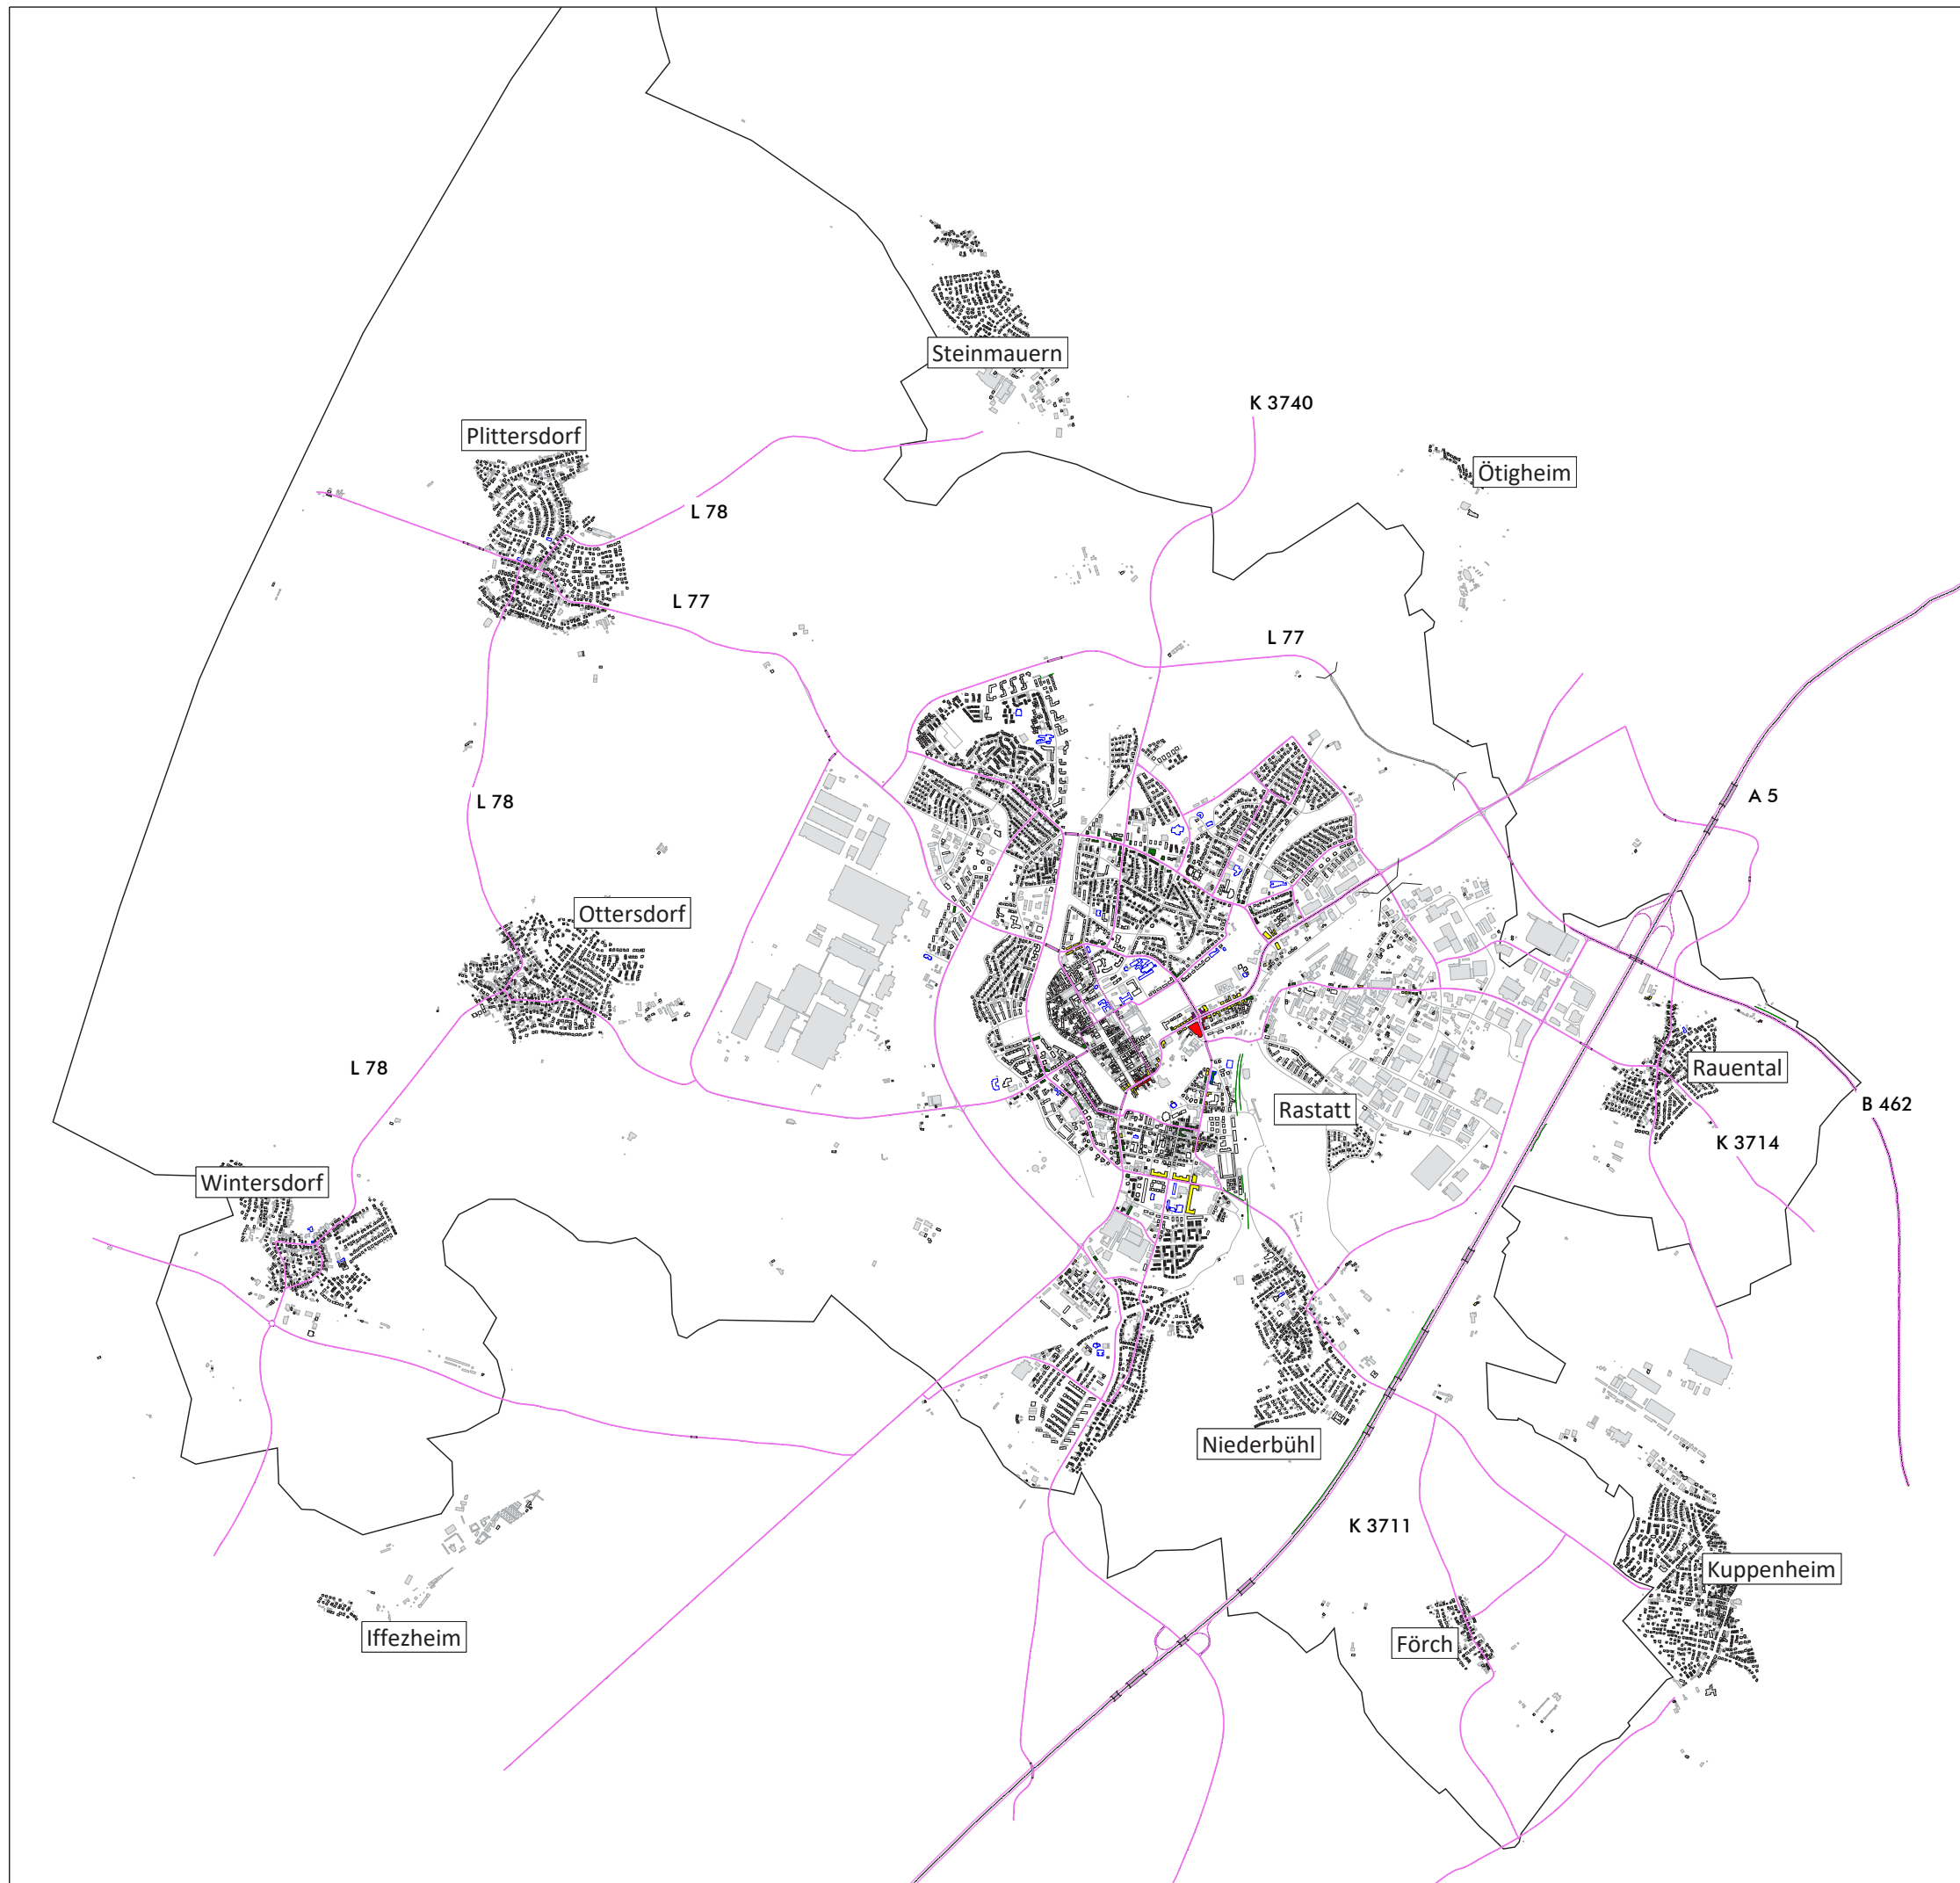 Steinmauern
K 3740
Plittersdorf
Ötigheim
L 78
L 77
L 77
A 5
L 78
Ottersdorf
L 78
Rauental
Rastatt
B 462
K 3714
Wintersdorf
Niederbühl
K 3711
Kuppenheim
Iffezheim
Förch